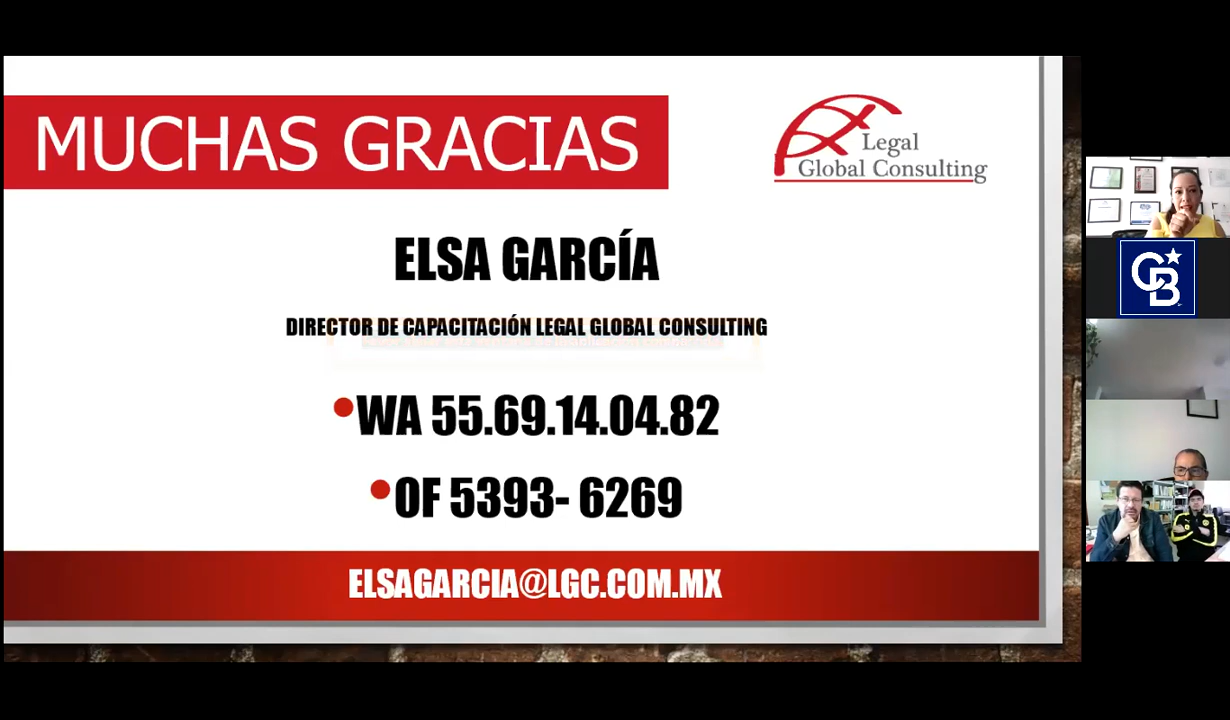 MUCHAS GRACIAS
Legal
Global Consulting
ELSA GARCÍA
DIRECTOR DE CAPACITACIÓN LEGAL GLOBAL CONSULTING
•WA 55.69.14.04.82
•OF 5393- 6269
ELSAGARCIA@LGC.COM.MX
CB